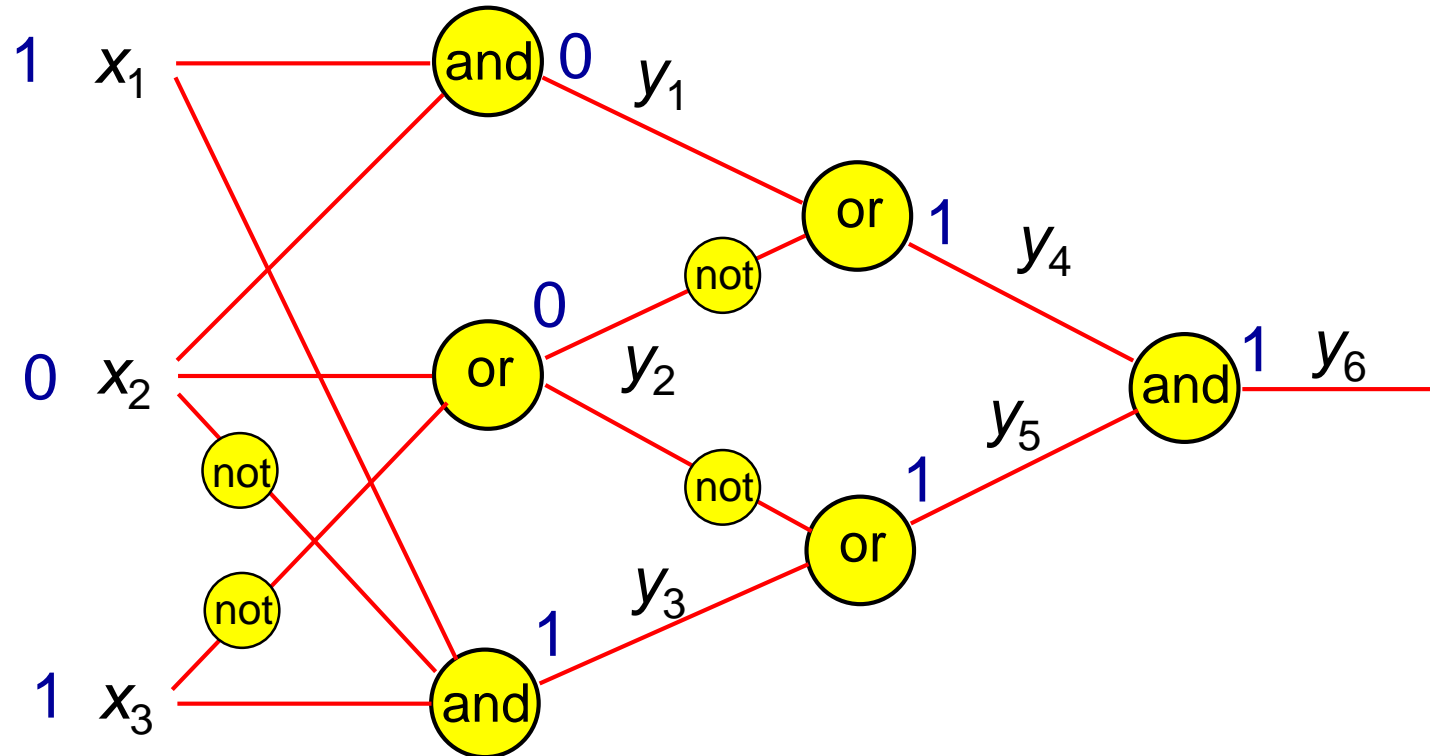 1 x1 and 0 y1
or 1 y4
not
0 x2 or 0 y2
and 1 y6
not
not
y5
1
or
not
y3
1 x3 and 1